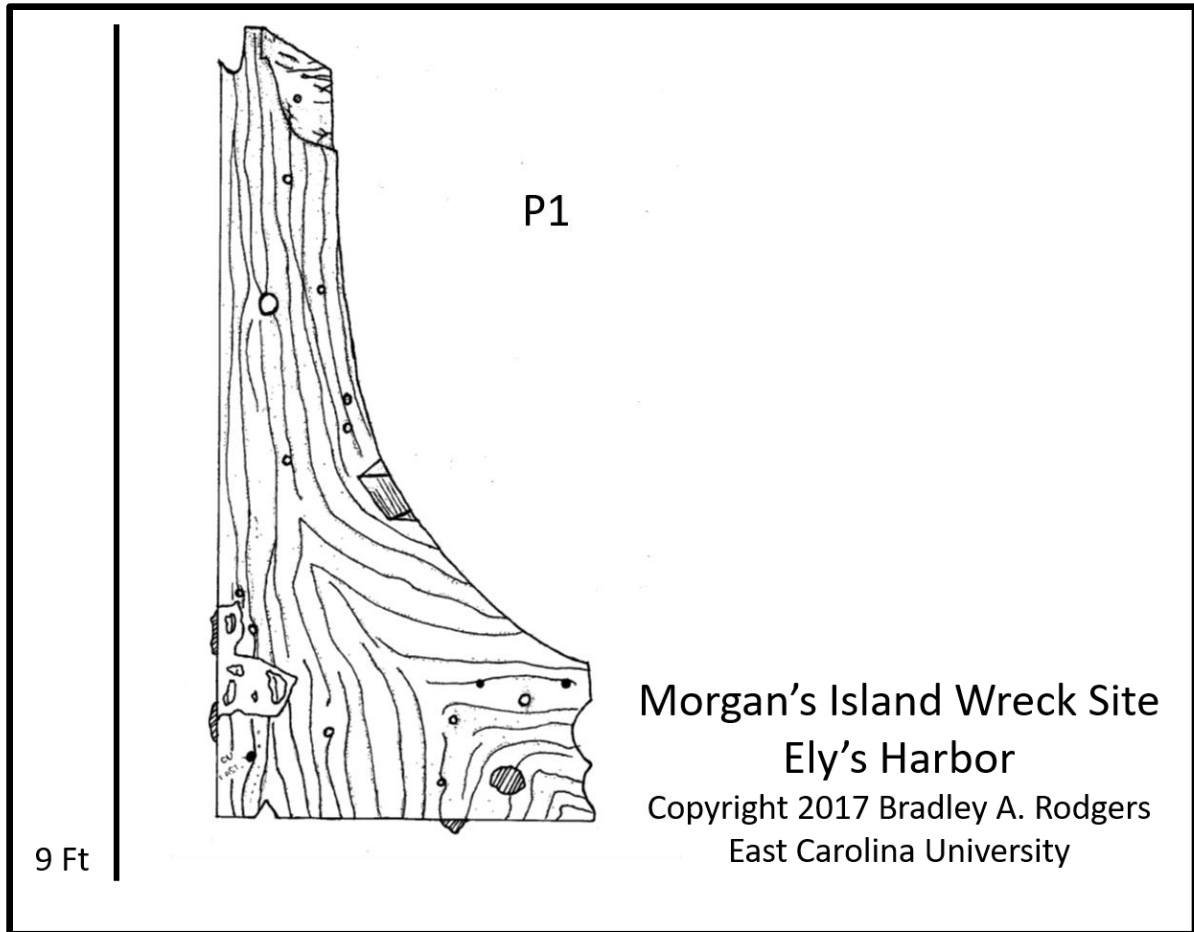 P1
Morgan's Island Wreck Site
Ely's Harbor
Copyright 2017 Bradley A. Rodgers
East Carolina University
9 Ft